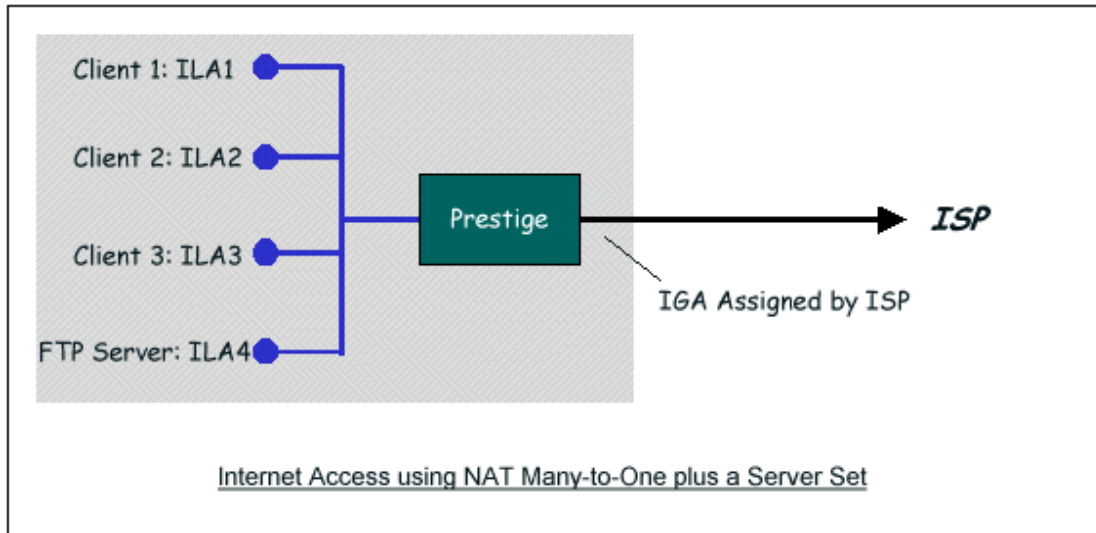 Client 1: ILA1
Client 2: ILA2
Client 3: ILA3
FTP Server: ILA4
Prestige
ISP
IGA Assigned by ISP
Internet Access using NAT Many-to-One plus a Server Set